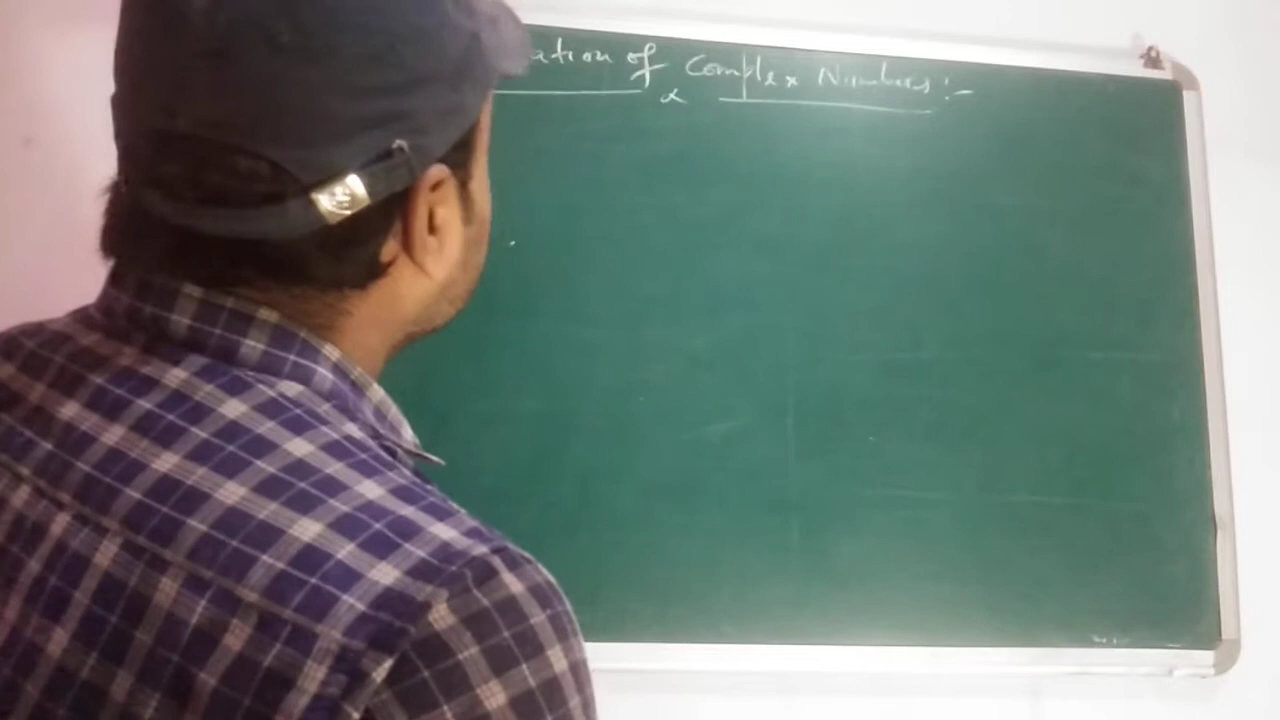 ation of Complex Numbers :-